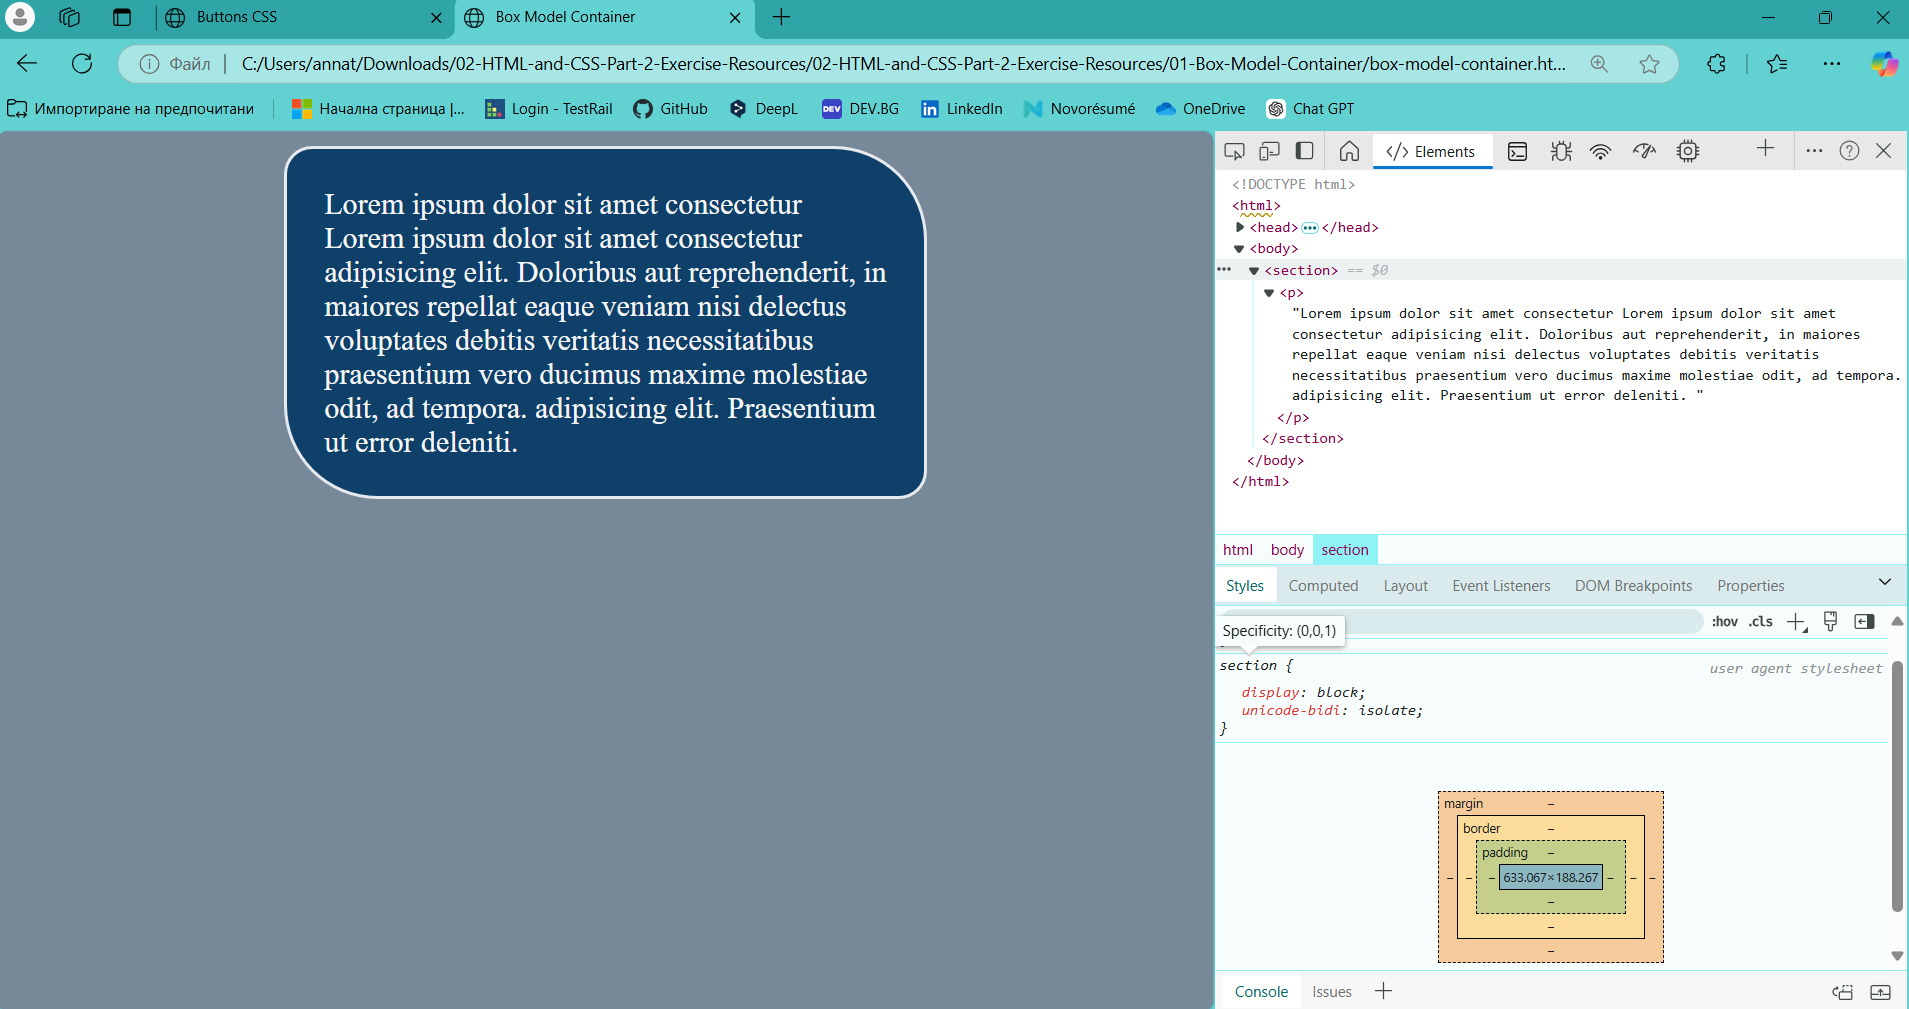 Buttons CSS
Box Model Container
Файл
C:/Users/annat/Downloads/02-HTML-and-CSS-Part-2-Exercise-Resources/02-HTML-and-CSS-Part-2-Exercise-Resources/01-Box-Model-Container/box-model-container.ht...
Импортиране на предпочитани
Начална страница |...
Login - TestRail
GitHub
DeepL
DEV DEV.BG
LinkedIn
Novorésumé
OneDrive
Chat GPT
Lorem ipsum dolor sit amet consectetur
Lorem ipsum dolor sit amet consectetur
adipisicing elit. Doloribus aut reprehenderit, in
maiores repellat eaque veniam nisi delectus
voluptates debitis veritatis necessitatibus
praesentium vero ducimus maxime molestiae
odit, ad tempora. adipisicing elit. Praesentium
ut error deleniti.
</> Elements
<!DOCTYPE html>
<html>
<head> ••• </head>
<body>
••• <section> == $0
<p>
"Lorem ipsum dolor sit amet consectetur Lorem ipsum dolor sit amet
consectetur adipisicing elit. Doloribus aut reprehenderit, in maiores
repellat eaque veniam nisi delectus voluptates debitis veritatis
necessitatibus praesentium vero ducimus maxime molestiae odit, ad tempora.
adipisicing elit. Praesentium ut error deleniti. "
</p>
</section>
</body>
</html>
html body section
Styles Computed Layout Event Listeners DOM Breakpoints Properties
:hov .cls
Specificity: (0,0,1)
section {
user agent stylesheet
display: block;
unicode-bidi: isolate;
}
margin –
border –
padding –
– – – 633.067×188.267 – – –
–
–
–
Console Issues